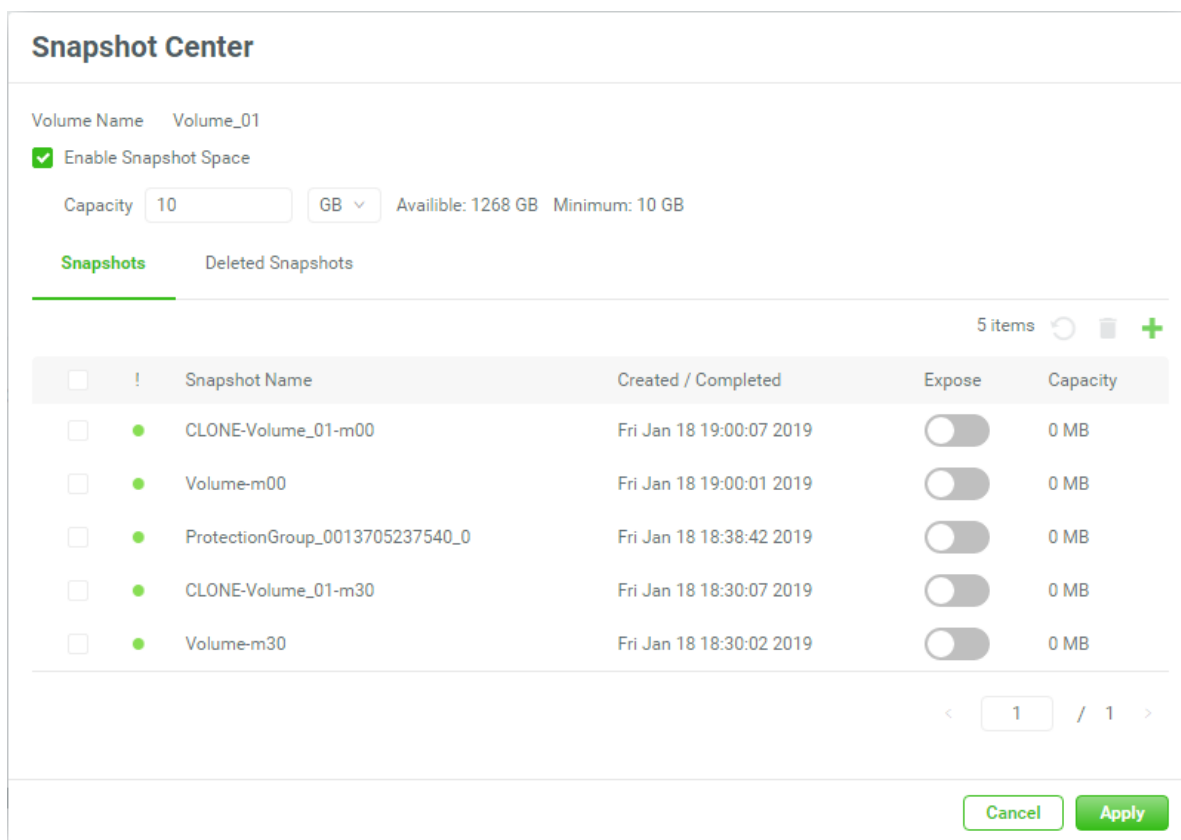 Snapshot Center
Volume Name Volume_01
Enable Snapshot Space
Capacity 10 GB Availible: 1268 GB Minimum: 10 GB
Snapshots Deleted Snapshots
5 items
! Snapshot Name Created / Completed Expose Capacity
CLONE-Volume_01-m00 Fri Jan 18 19:00:07 2019 0 MB
Volume-m00 Fri Jan 18 19:00:01 2019 0 MB
ProtectionGroup_0013705237540_0 Fri Jan 18 18:38:42 2019 0 MB
CLONE-Volume_01-m30 Fri Jan 18 18:30:07 2019 0 MB
Volume-m30 Fri Jan 18 18:30:02 2019 0 MB
< 1 / 1 >
Cancel Apply